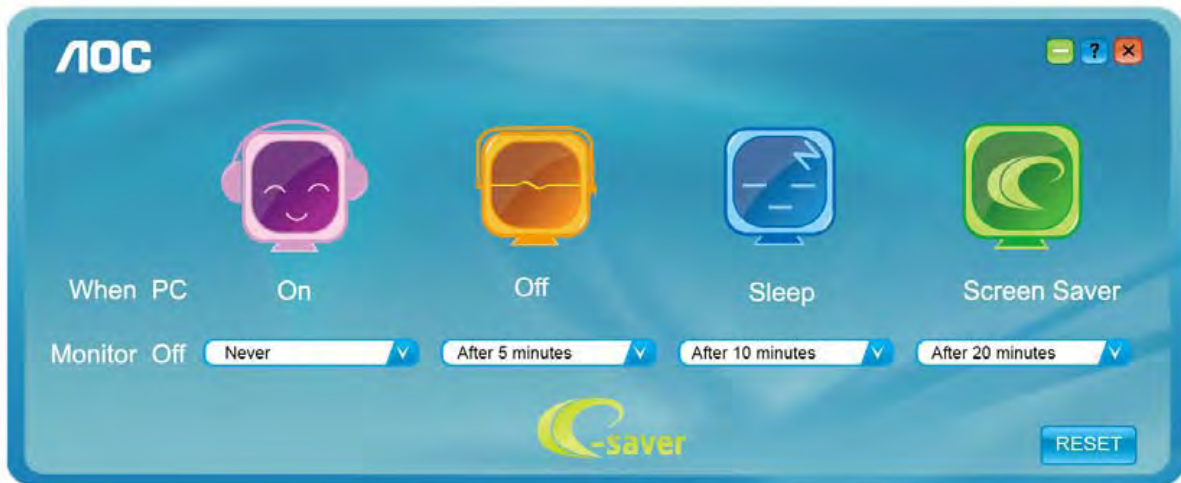 AOC
?
When PC On Off Sleep Screen Saver
Monitor Off Never After 5 minutes After 10 minutes After 20 minutes
e-saver
RESET